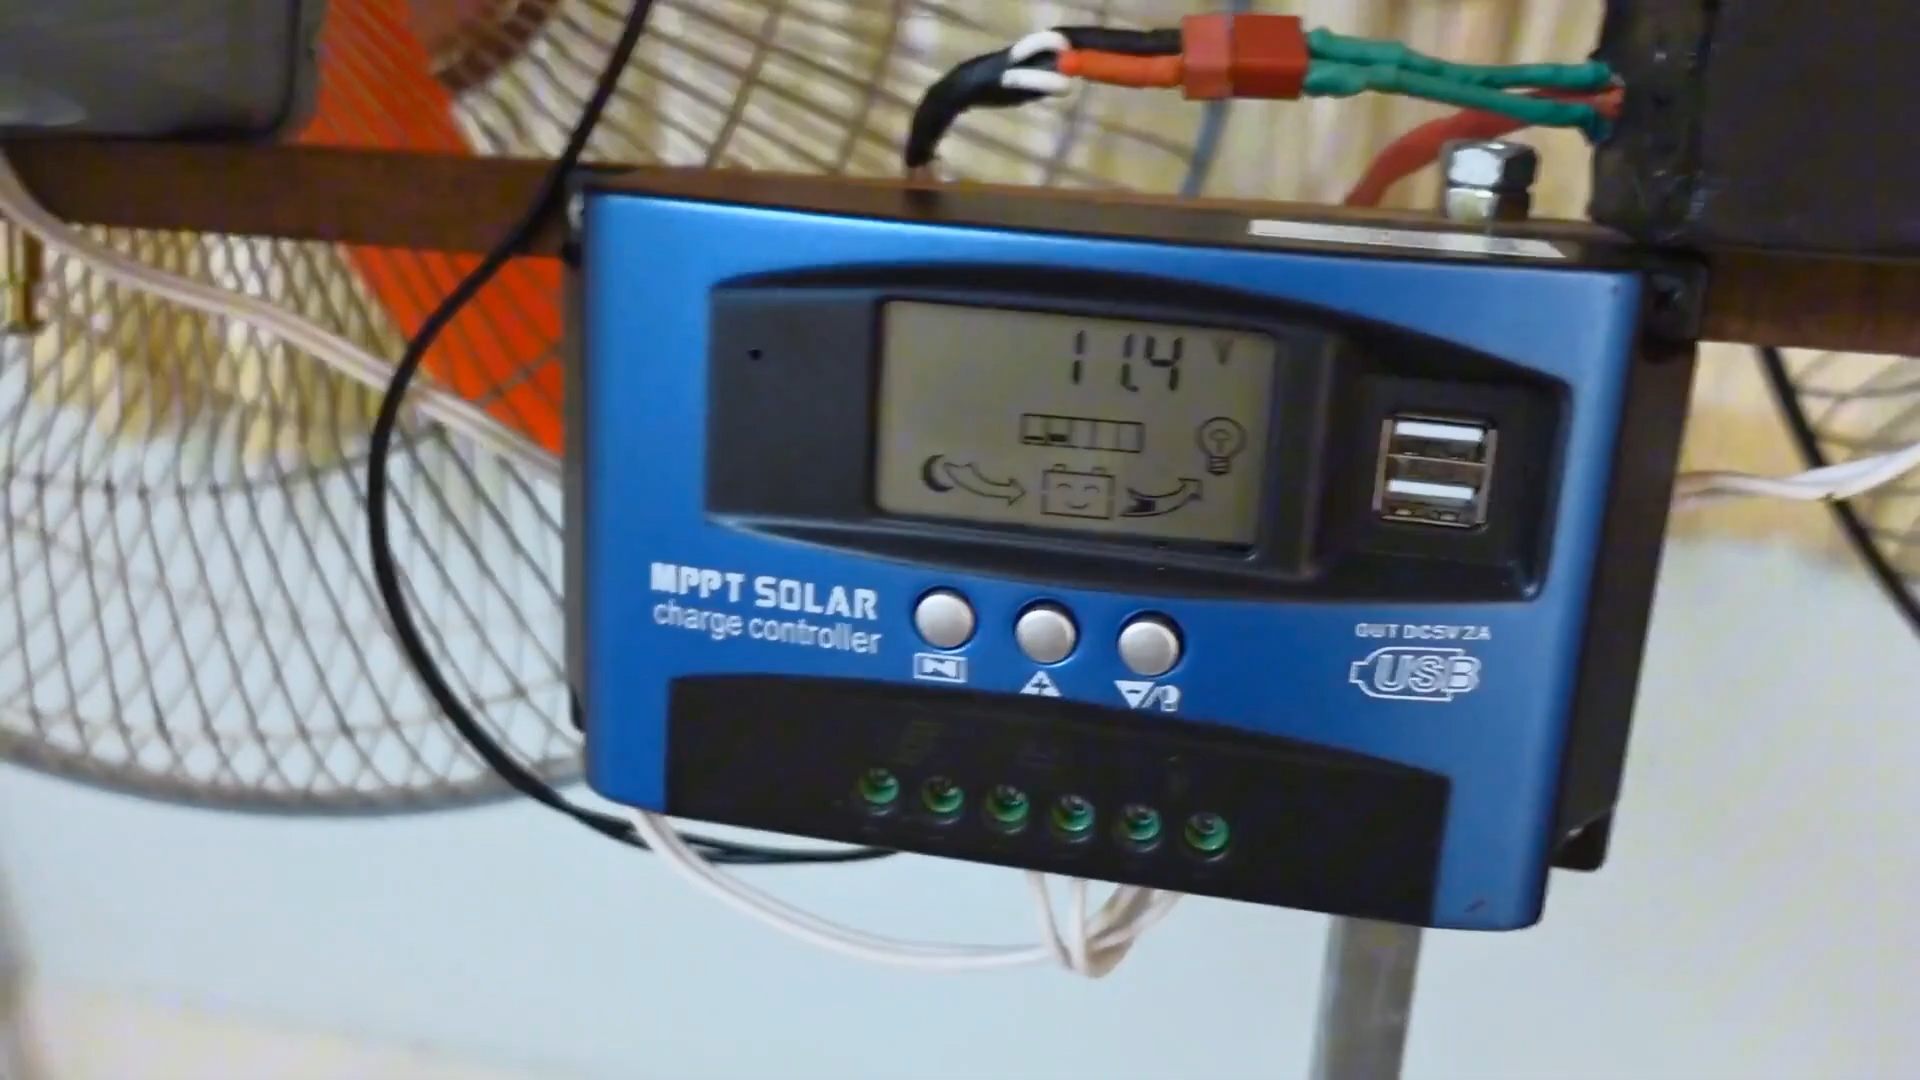 11.4 V
MPPT SOLAR
charge controller
OUT DC5V 2A
USB